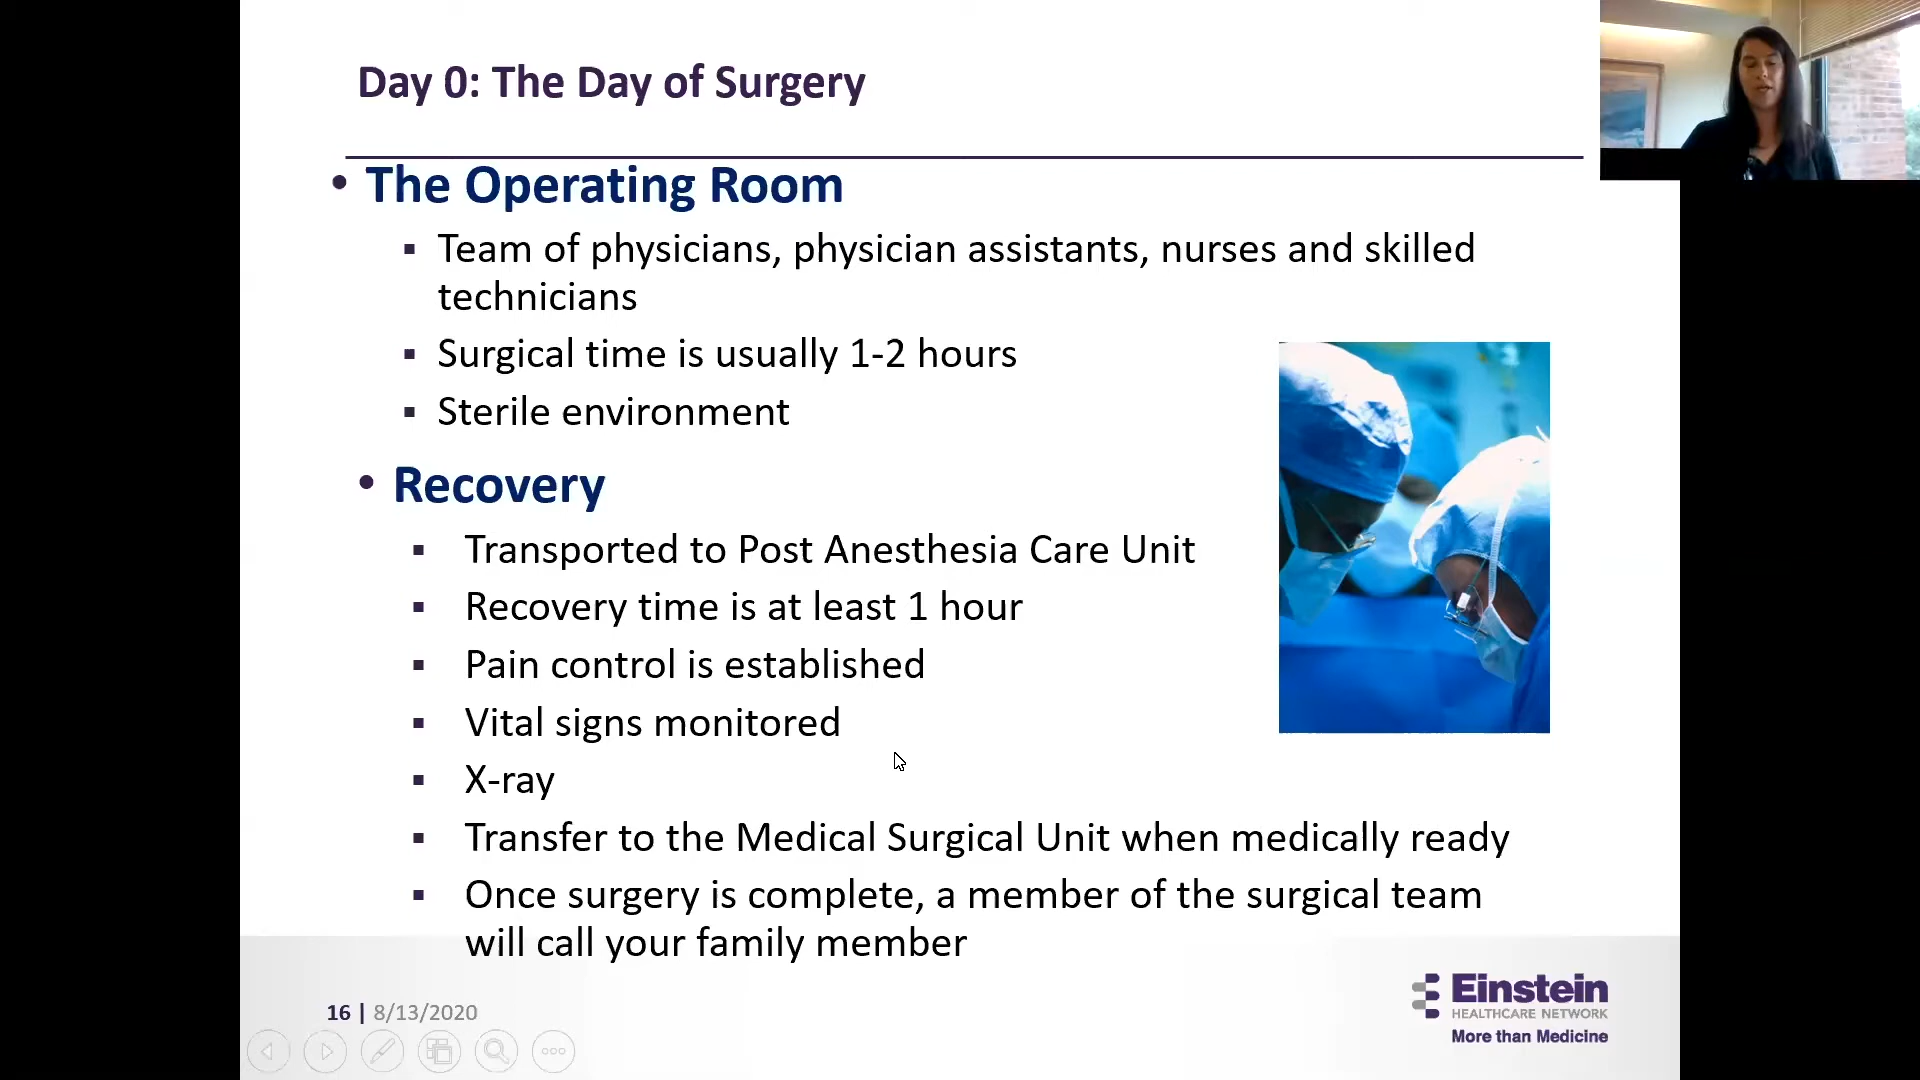 Day 0: The Day of Surgery
• The Operating Room
▪ Team of physicians, physician assistants, nurses and skilled
technicians
▪ Surgical time is usually 1-2 hours
▪ Sterile environment
• Recovery
▪ Transported to Post Anesthesia Care Unit
▪ Recovery time is at least 1 hour
▪ Pain control is established
▪ Vital signs monitored
▪ X-ray
▪ Transfer to the Medical Surgical Unit when medically ready
▪ Once surgery is complete, a member of the surgical team
will call your family member
16 | 8/13/2020
Einstein
HEALTHCARE NETWORK
More than Medicine